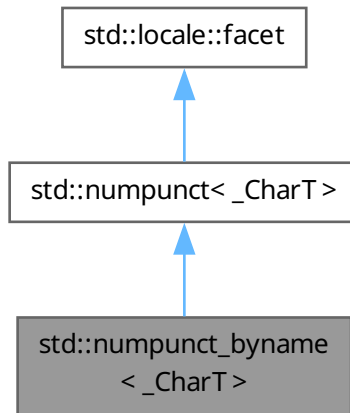 std::locale::facet
std::numpunct< _CharT >
std::numpunct_byname
< _CharT >